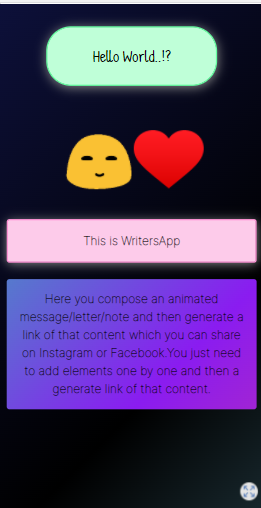 Hello World..!?
This is WritersApp
Here you compose an animated
message/letter/note and then generate a
link of that content which you can share
on Instagram or Facebook.You just need
to add elements one by one and then a
generate link of that content.